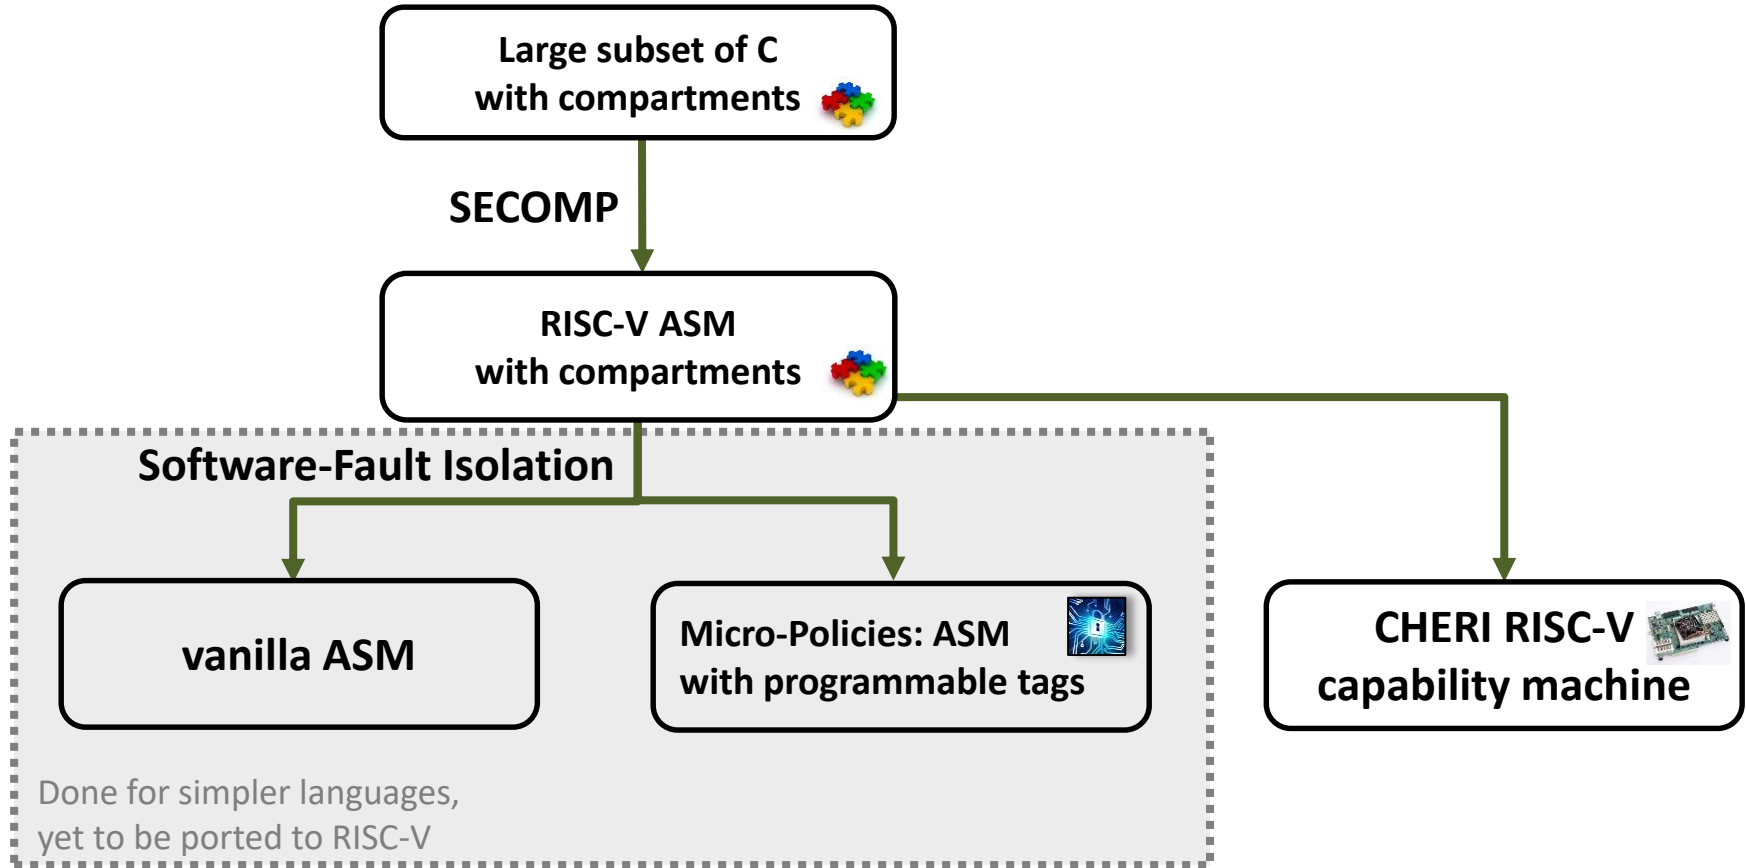 Large subset of C
with compartments
SECOMP
RISC-V ASM
with compartments
Software-Fault Isolation
vanilla ASM
Micro-Policies: ASM
with programmable tags
CHERI RISC-V
capability machine
Done for simpler languages,
yet to be ported to RISC-V